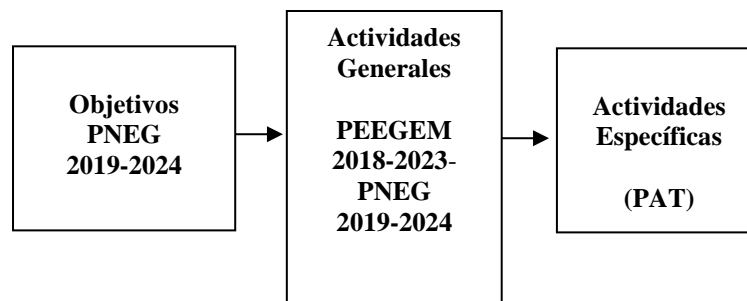 Objetivos
PNEG
2019-2024
Actividades
Generales
PEEGEM
2018-2023-
PNEG
2019-2024
Actividades
Específicas
(PAT)